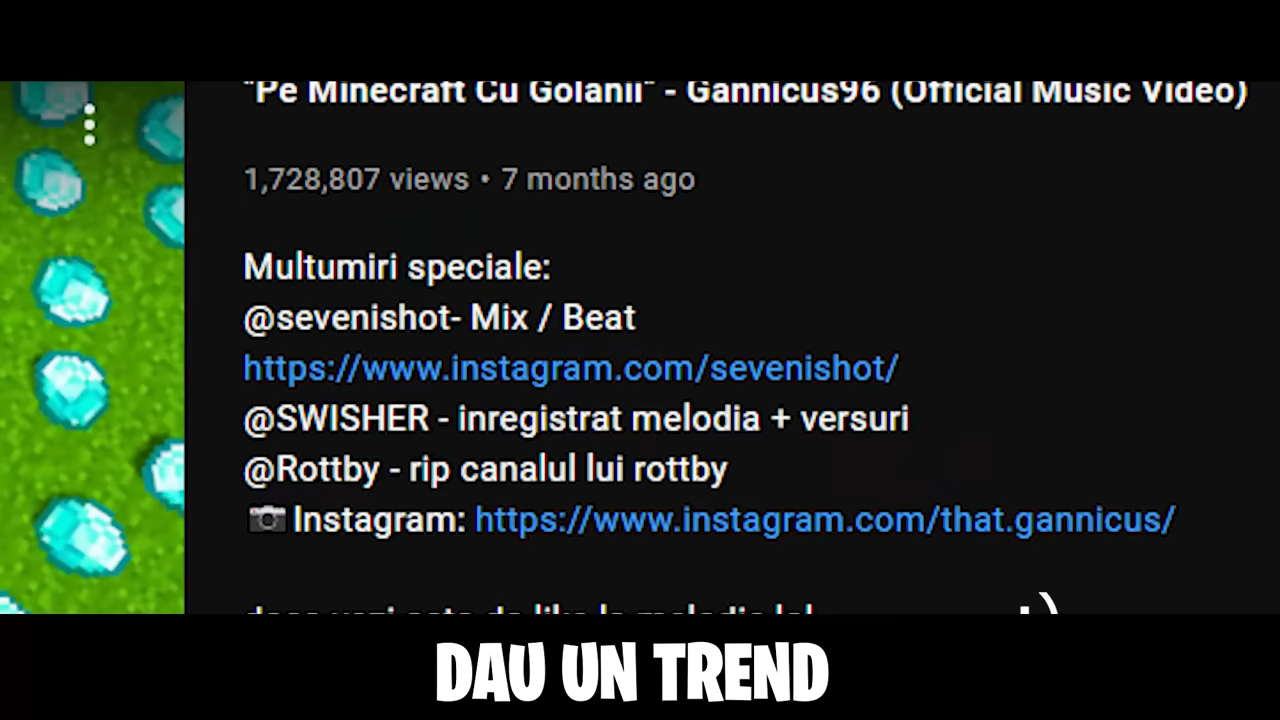 "Pe Minecraft Cu Golanii" - Gannicus96 (Official Music Video)
1,728,807 views • 7 months ago
Multumiri speciale:
@sevenishot- Mix / Beat
https://www.instagram.com/sevenishot/
@SWISHER - inregistrat melodia + versuri
@Rottby - rip canalul lui rottby
📷Instagram: https://www.instagram.com/that.gannicus/
:)
DAU UN TREND